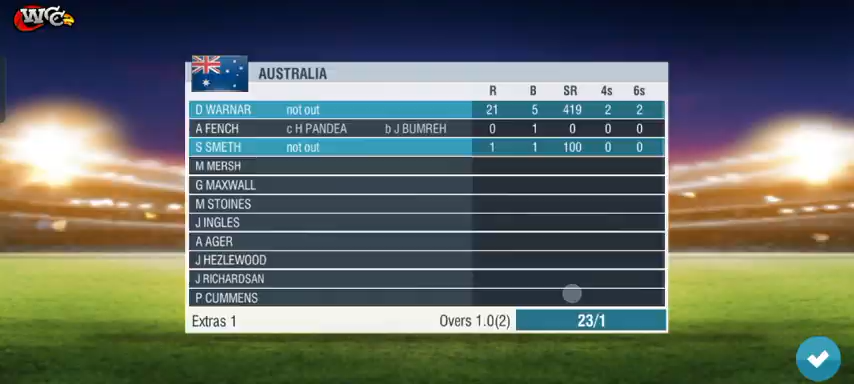 WCC
AUSTRALIA
R B SR 4s 6s
D WARNAR not out 21 5 419 2 2
A FENCH c H PANDEA b J BUMREH 0 1 0 0 0
S SMETH not out 1 1 100 0 0
M MERSH
G MAXWALL
M STOINES
J INGLES
A AGER
J HEZLEWOOD
J RICHARDSAN
P CUMMENS
Extras 1 Overs 1.0(2) 23/1